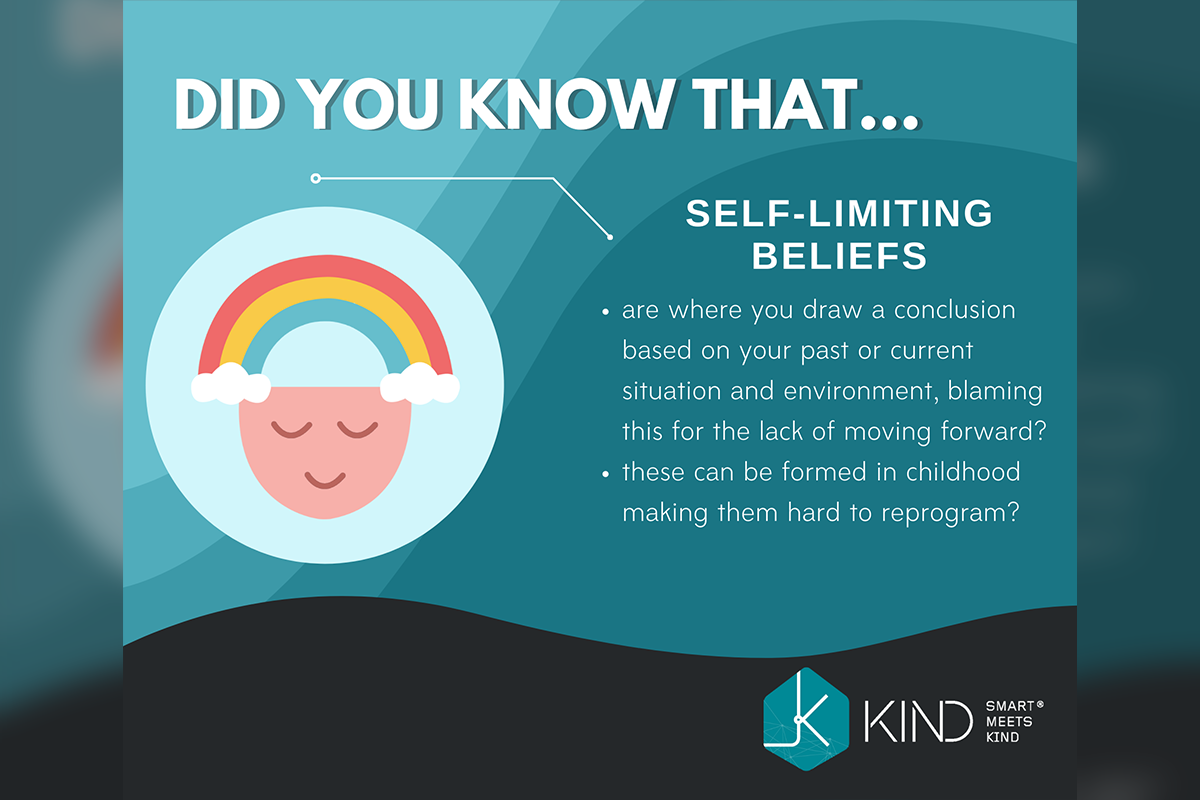 DID YOU KNOW THAT...
SELF-LIMITING
BELIEFS
• are where you draw a conclusion
based on your past or current
situation and environment, blaming
this for the lack of moving forward?
• these can be formed in childhood
making them hard to reprogram?
K KIND
SMART®
MEETS
KIND